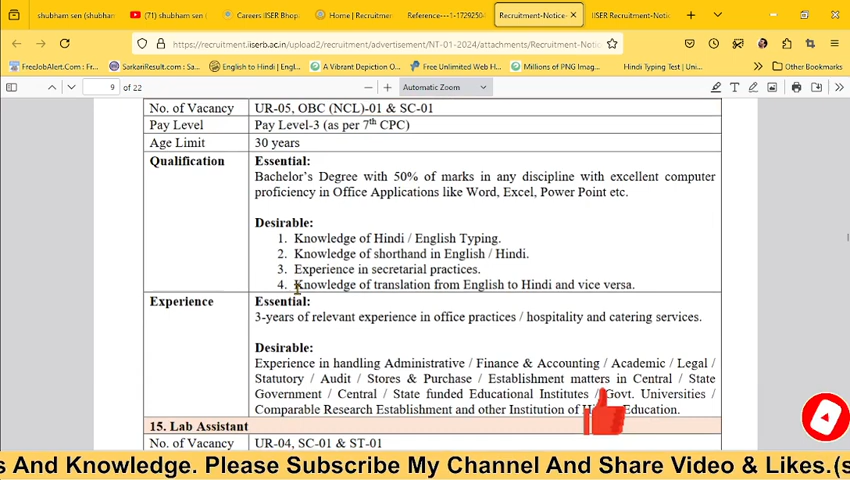 shubham sen (shubhan
(71) shubham sen (shubh
Careers IISER Bhop
Home | Recruitment
Reference---1-1729250-
Recruitment-Notice-
IISER Recruitment-Notic
https://recruitment.iiserb.ac.in/upload2/recruitment/advertisement/NT-01-2024/attachments/Recruitment-Notic
FreeJobAlert.Com
SarkariResult.com
English to Hindi | Engl...
A Vibrant Depiction O...
Free Unlimited Web H...
Millions of PNG Imag...
Hindi Typing Test | Uni...
Other Bookmarks
9 of 22
Automatic Zoom
No. of Vacancy UR-05, OBC (NCL)-01 & SC-01
Pay Level Pay Level-3 (as per 7th CPC)
Age Limit 30 years
Qualification Essential:
Bachelor's Degree with 50% of marks in any discipline with excellent computer
proficiency in Office Applications like Word, Excel, Power Point etc.
Desirable:
1. Knowledge of Hindi / English Typing.
2. Knowledge of shorthand in English / Hindi.
3. Experience in secretarial practices.
4. Knowledge of translation from English to Hindi and vice versa.
Experience Essential:
3-years of relevant experience in office practices / hospitality and catering services.
Desirable:
Experience in handling Administrative / Finance & Accounting / Academic / Legal /
Statutory / Audit / Stores & Purchase / Establishment matters in Central / State
Government / Central / State funded Educational Institutes / Govt. Universities /
Comparable Research Establishment and other Institution of Education.
15. Lab Assistant
No. of Vacancy UR-04, SC-01 & ST-01
s And Knowledge. Please Subscribe My Channel And Share Video & Likes.(s